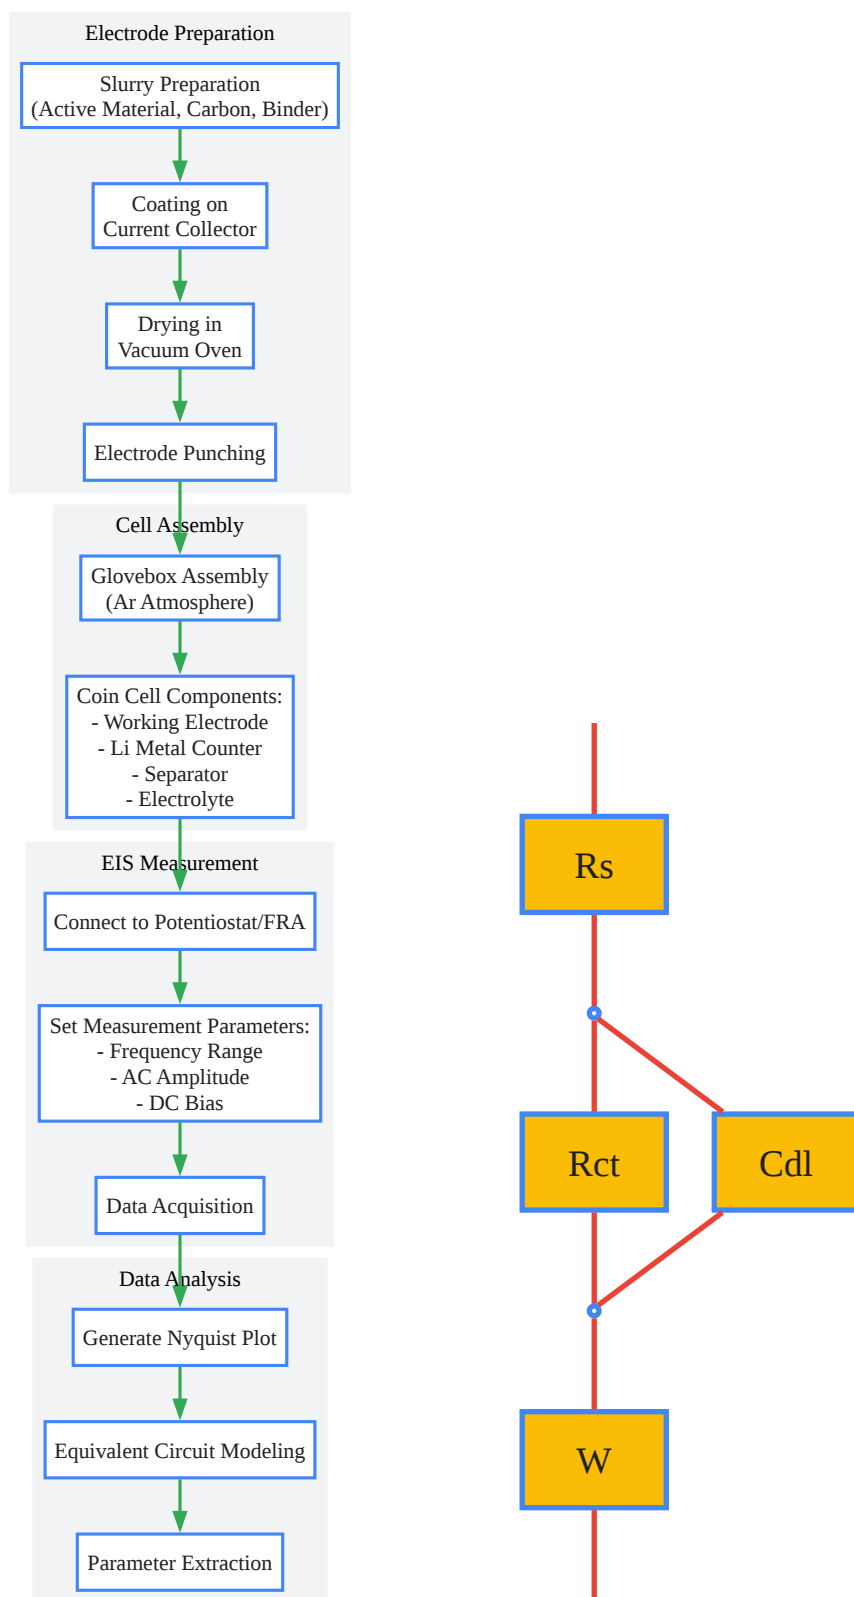 Electrode Preparation
Slurry Preparation
(Active Material, Carbon, Binder)
Coating on
Current Collector
Drying in
Vacuum Oven
Electrode Punching
Cell Assembly
Glovebox Assembly
(Ar Atmosphere)
Coin Cell Components:
- Working Electrode
- Li Metal Counter
- Separator
- Electrolyte
EIS Measurement
Connect to Potentiostat/FRA
Set Measurement Parameters:
- Frequency Range
- AC Amplitude
- DC Bias
Data Acquisition
Data Analysis
Generate Nyquist Plot
Equivalent Circuit Modeling
Parameter Extraction
Rs
Rct
Cdl
W